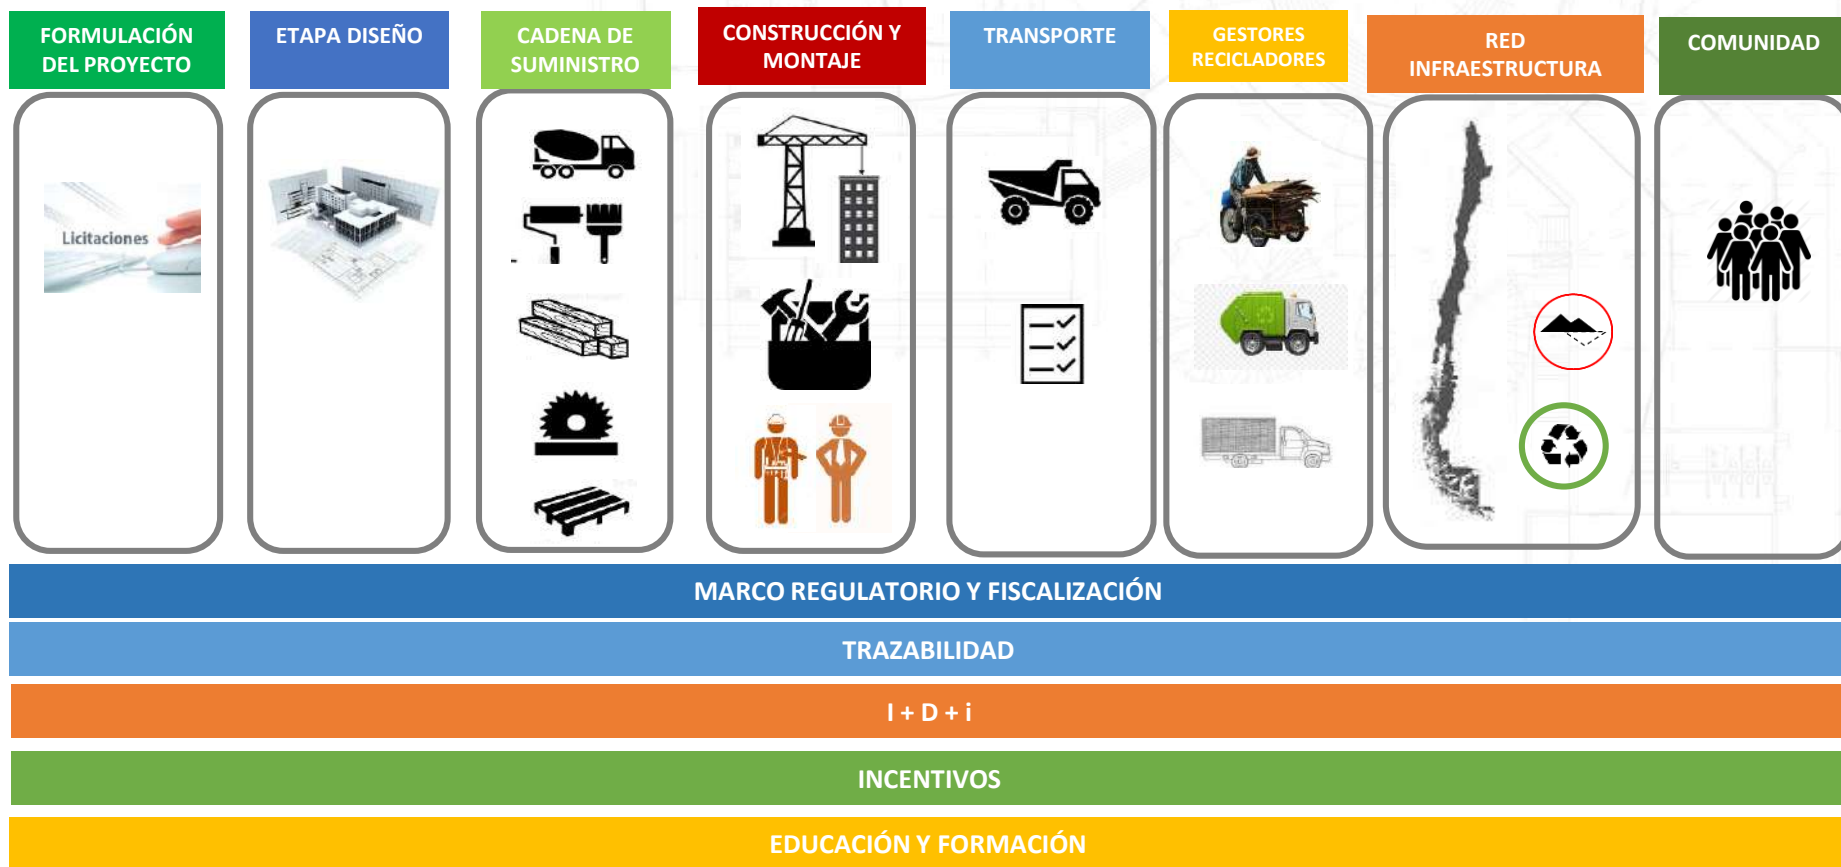 FORMULACIÓN
DEL PROYECTO
ETAPA DISEÑO
CADENA DE
SUMINISTRO
CONSTRUCCIÓN Y
MONTAJE
TRANSPORTE
GESTORES
RECICLADORES
RED
INFRAESTRUCTURA
COMUNIDAD
Licitaciones
MARCO REGULATORIO Y FISCALIZACIÓN
TRAZABILIDAD
I + D + i
INCENTIVOS
EDUCACIÓN Y FORMACIÓN